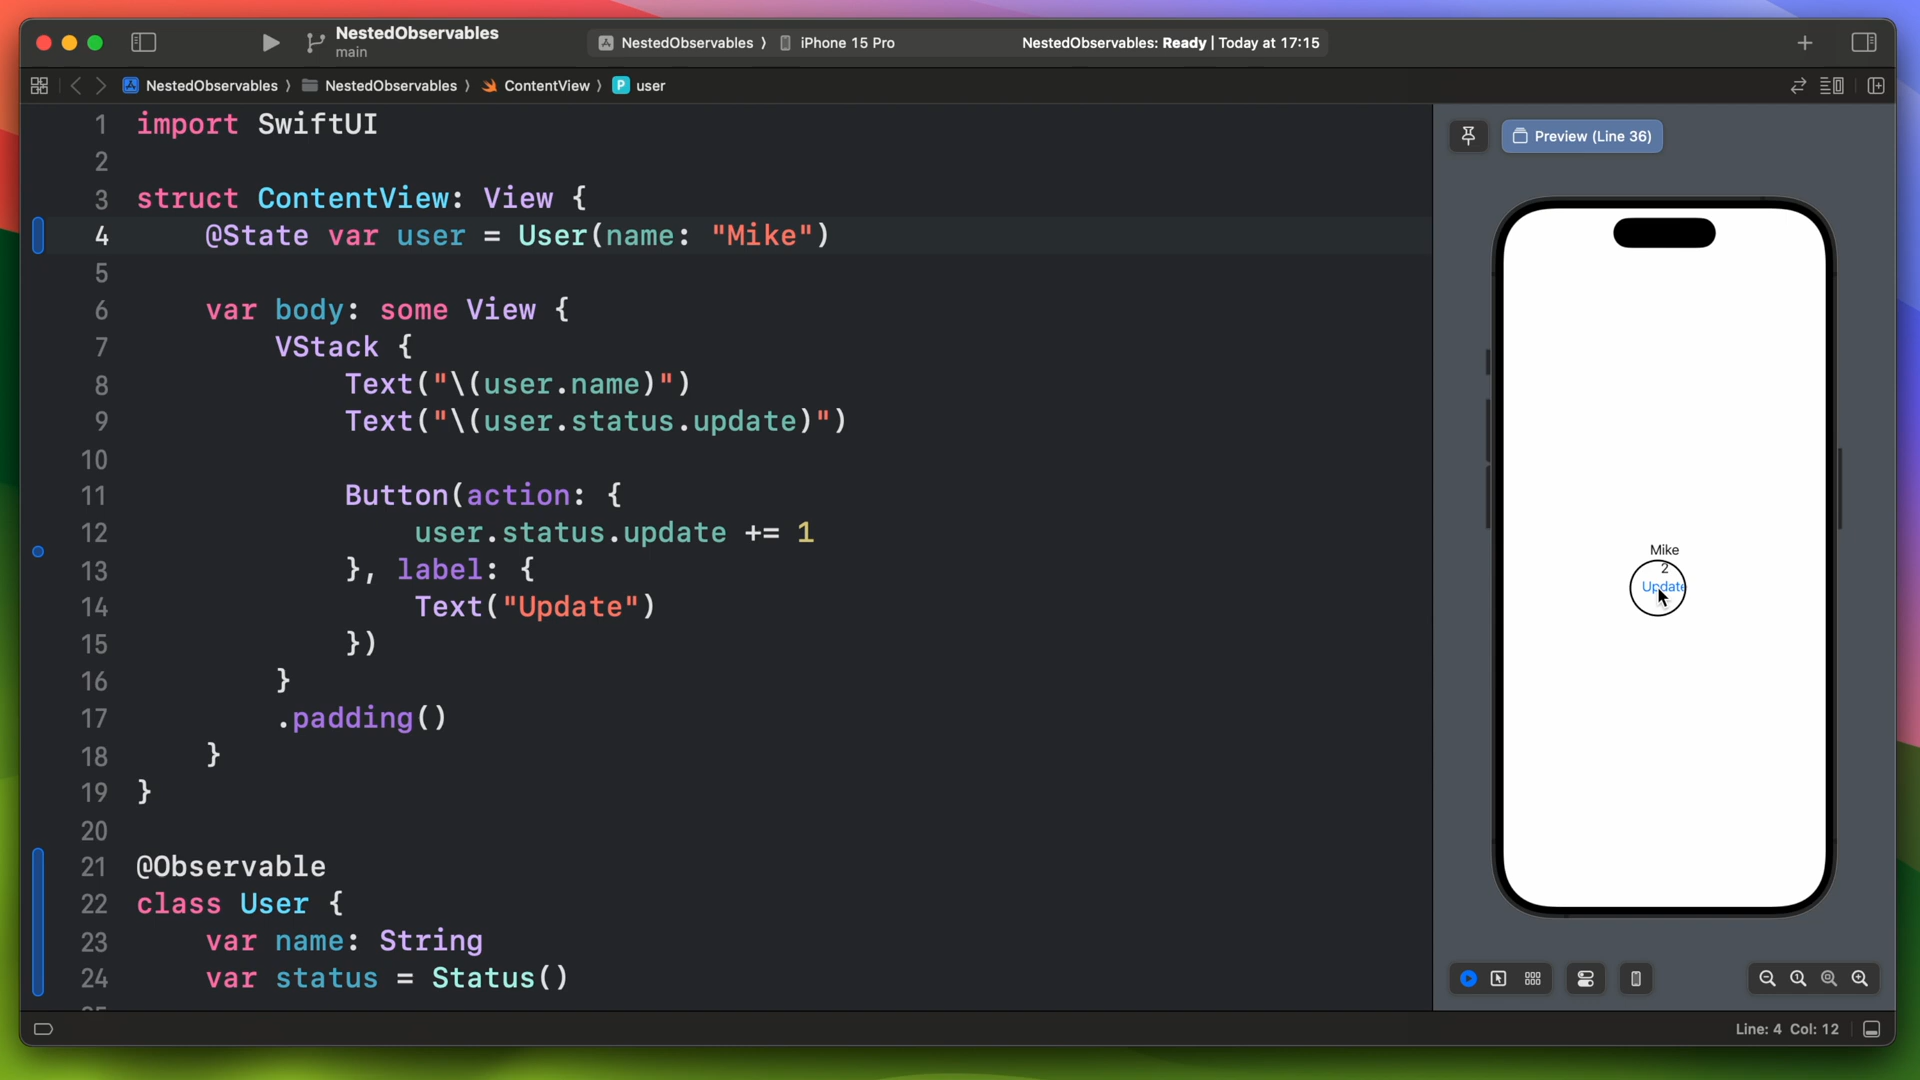 NestedObservables
main
NestedObservables 〉 iPhone 15 Pro
NestedObservables: Ready | Today at 17:15
NestedObservables 〉 NestedObservables 〉 ContentView 〉 P user
1 import SwiftUI
2
3 struct ContentView: View {
4 @State var user = User(name: "Mike")
5
6 var body: some View {
7 VStack {
8 Text("\(user.name)")
9 Text("\(user.status.update)")
10
11 Button(action: {
12 user.status.update += 1
13 }, label: {
14 Text("Update")
15 })
16 }
17 .padding()
18 }
19 }
20
21 @Observable
22 class User {
23 var name: String
24 var status = Status()
Preview (Line 36)
Mike
2
Update
Line: 4 Col: 12